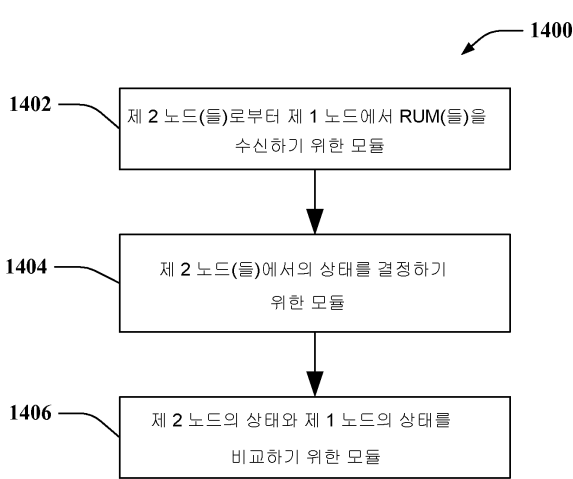 1400
1402
제 2 노드(들)로부터 제 1 노드에서 RUM(들)을
수신하기 위한 모듈
1404
제 2 노드(들)에서의 상태를 결정하기
위한 모듈
1406
제 2 노드의 상태와 제 1 노드의 상태를
비교하기 위한 모듈